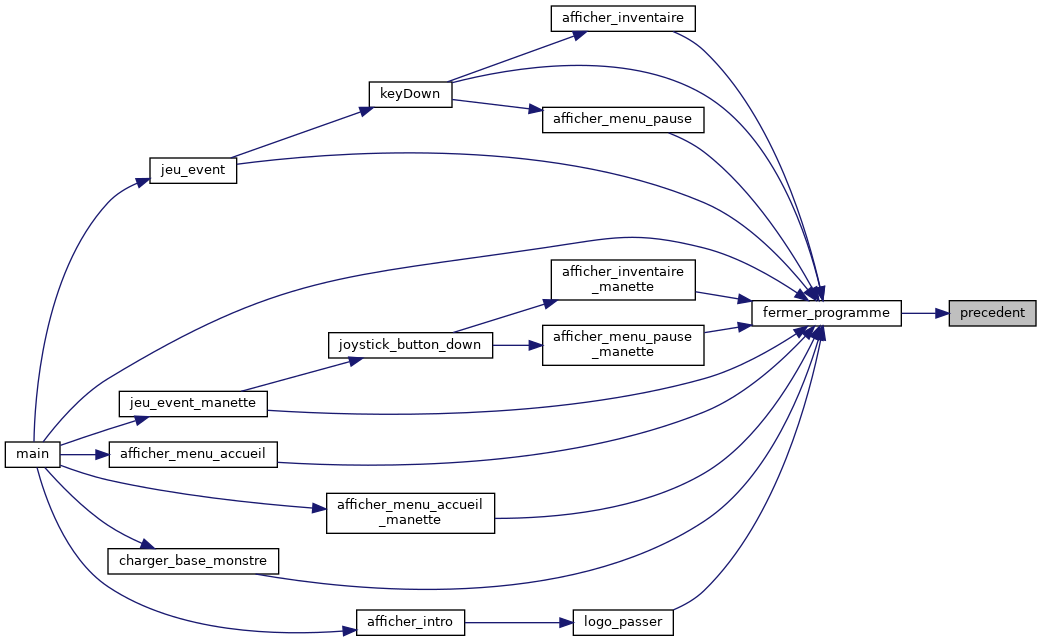 afficher_inventaire
keyDown
afficher_menu_pause
jeu_event
afficher_inventaire
_manette
fermer_programme
precedent
afficher_menu_pause
_manette
joystick_button_down
jeu_event_manette
main
afficher_menu_accueil
afficher_menu_accueil
_manette
charger_base_monstre
afficher_intro
logo_passer